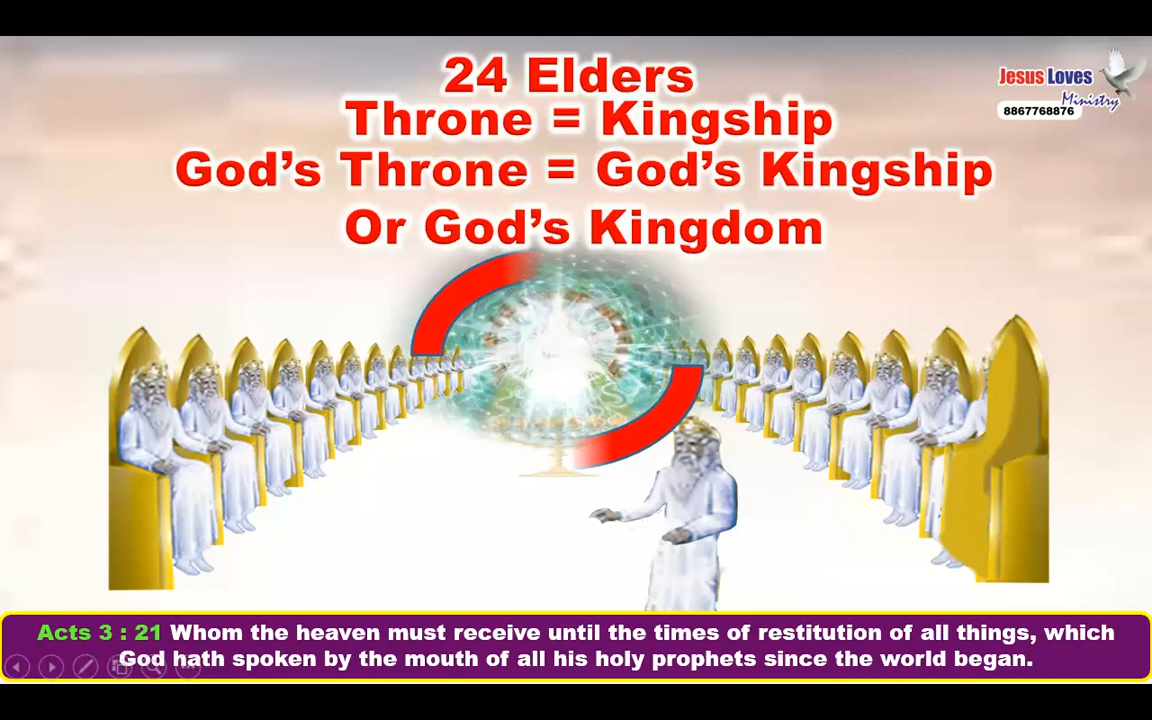 24 Elders
Throne = Kingship
God’s Throne = God’s Kingship
Or God’s Kingdom
Jesus Loves
Ministry
8867768876
Acts 3 : 21 Whom the heaven must receive until the times of restitution of all things, which
God hath spoken by the mouth of all his holy prophets since the world began.